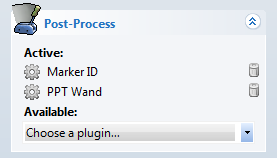 Post-Process
Active:
Marker ID
PPT Wand
Available:
Choose a plugin...